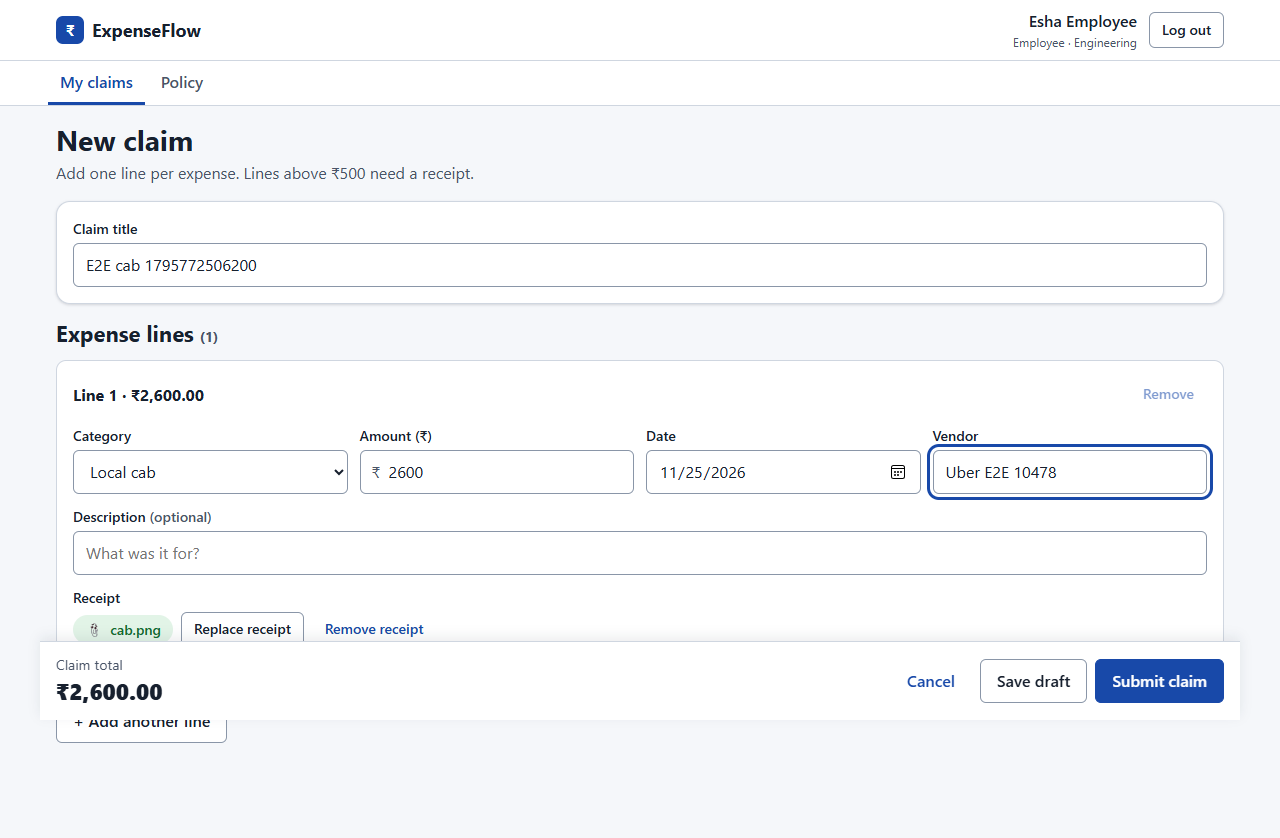 ₹ ExpenseFlow
Esha Employee
Employee · Engineering
Log out
My claims Policy
New claim
Add one line per expense. Lines above ₹500 need a receipt.
Claim title
E2E cab 1795772506200
Expense lines (1)
Line 1 · ₹2,600.00
Remove
Category Amount (₹) Date Vendor
Local cab ₹ 2600 11/25/2026 Uber E2E 10478
Description (optional)
What was it for?
Receipt
cab.png Replace receipt Remove receipt
Claim total
₹2,600.00
Cancel Save draft Submit claim
+ Add another line